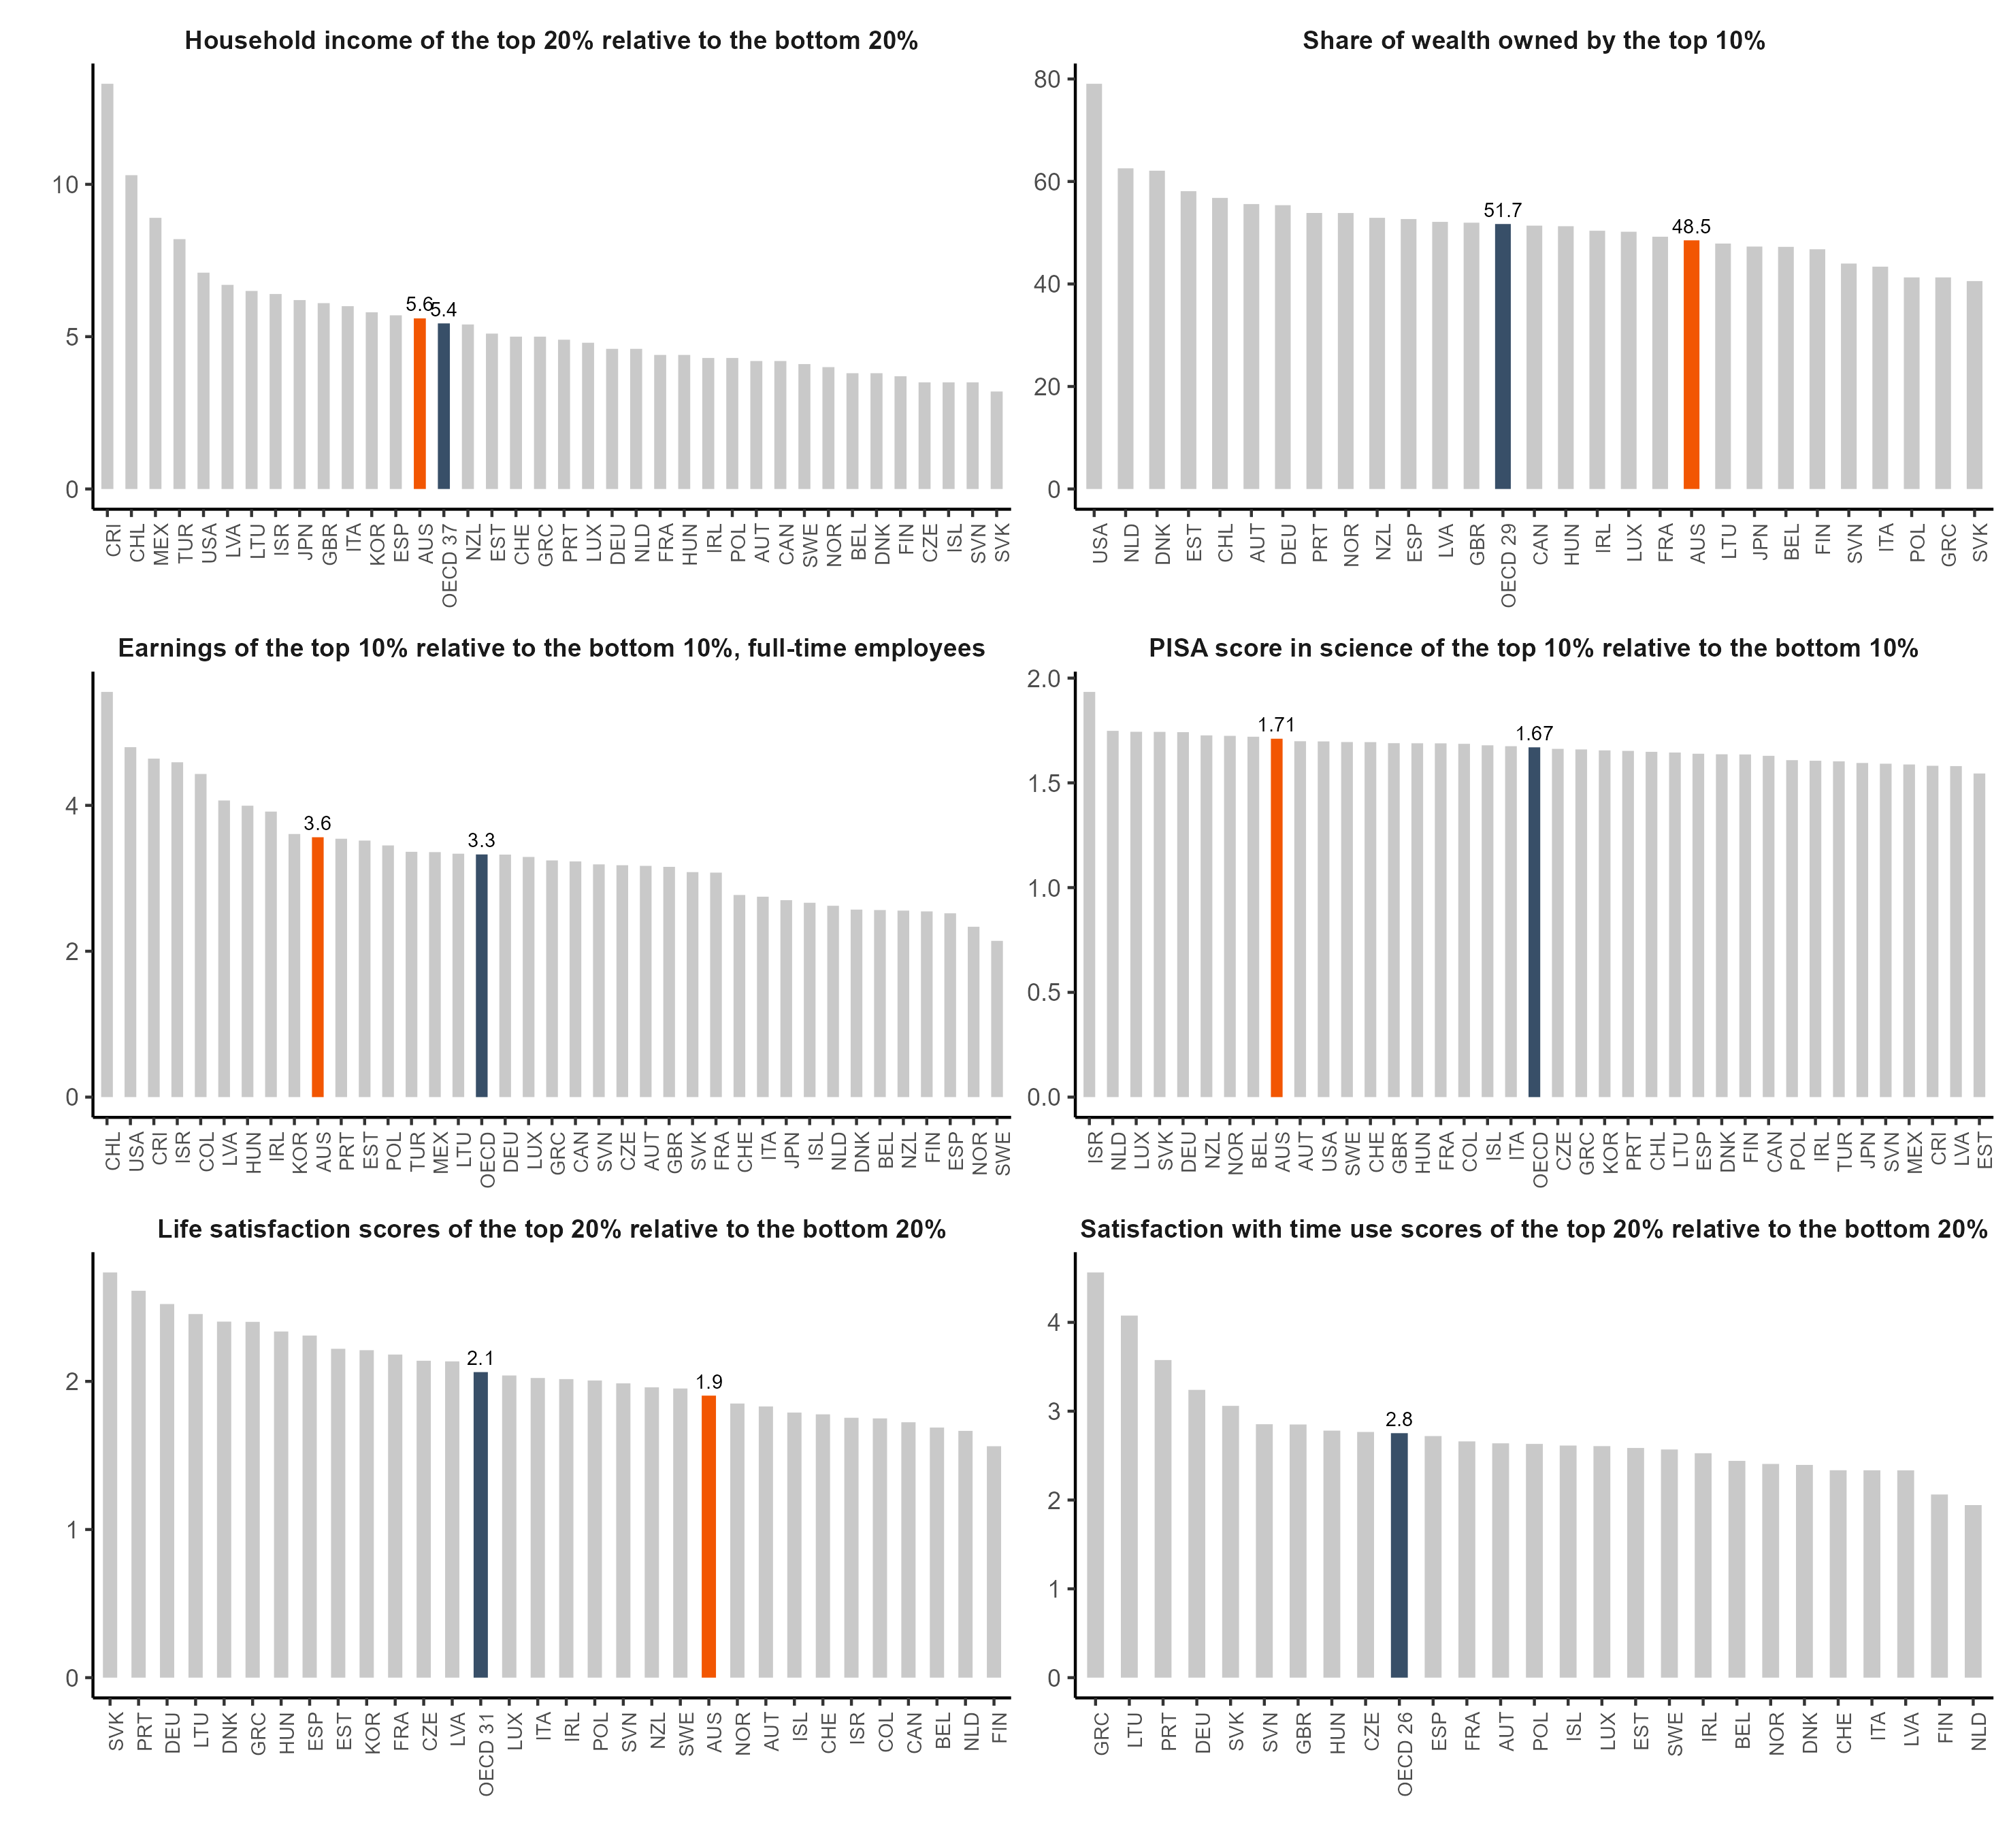 Household income of the top 20% relative to the bottom 20%
10
5
0
5.6
5.4
CRI CHL MEX TUR USA LVA LTU ISR JPN GBR ITA KOR ESP AUS OECD 37 NZL EST CHE GRC PRT LUX DEU NLD FRA HUN IRL POL AUT CAN SWE NOR BEL DNK FIN CZE ISL SVN SVK
Share of wealth owned by the top 10%
80
60
40
20
0
51.7
48.5
USA NLD DNK EST CHL AUT DEU PRT NOR NZL ESP LVA GBR OECD 29 CAN HUN IRL LUX FRA AUS LTU JPN BEL FIN SVN ITA POL GRC SVK
Earnings of the top 10% relative to the bottom 10%, full-time employees
4
2
0
3.6
3.3
CHL USA CRI ISR COL LVA HUN IRL KOR AUS PRT EST POL TUR MEX LTU OECD DEU LUX GRC CAN SVN CZE AUT GBR SVK FRA CHE ITA JPN ISL NLD DNK BEL NZL FIN ESP NOR SWE
PISA score in science of the top 10% relative to the bottom 10%
2.0
1.5
1.0
0.5
0.0
1.71
1.67
ISR NLD LUX SVK DEU NZL NOR BEL AUS AUT USA SWE CHE GBR HUN FRA COL ISL ITA OECD CZE GRC KOR PRT CHL LTU ESP DNK FIN CAN POL IRL TUR JPN SVN MEX CRI LVA EST
Life satisfaction scores of the top 20% relative to the bottom 20%
2
1
0
2.1
1.9
SVK PRT DEU LTU DNK GRC HUN ESP EST KOR FRA CZE LVA OECD 31 LUX ITA IRL POL SVN NZL SWE AUS NOR AUT ISL CHE ISR COL CAN BEL NLD FIN
Satisfaction with time use scores of the top 20% relative to the bottom 20%
4
3
2
1
0
2.8
GRC LTU PRT DEU SVK SVN GBR HUN CZE OECD 26 ESP FRA AUT POL ISL LUX EST SWE IRL BEL NOR DNK CHE ITA LVA FIN NLD